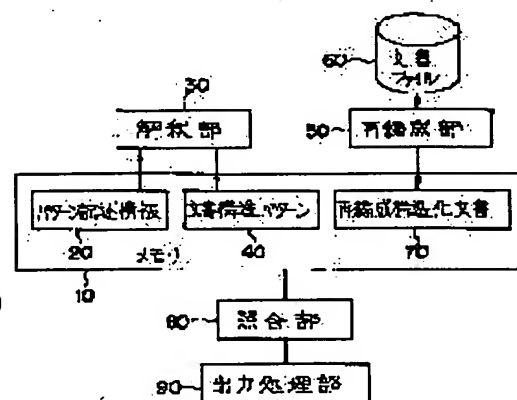 60
文書
ファイル
30
解釈部
50
再編成部
パターン記述情報
文書構造パターン
再編成構造化文書
20
メモリ
40
70
10
80
照合部
90
出力処理部